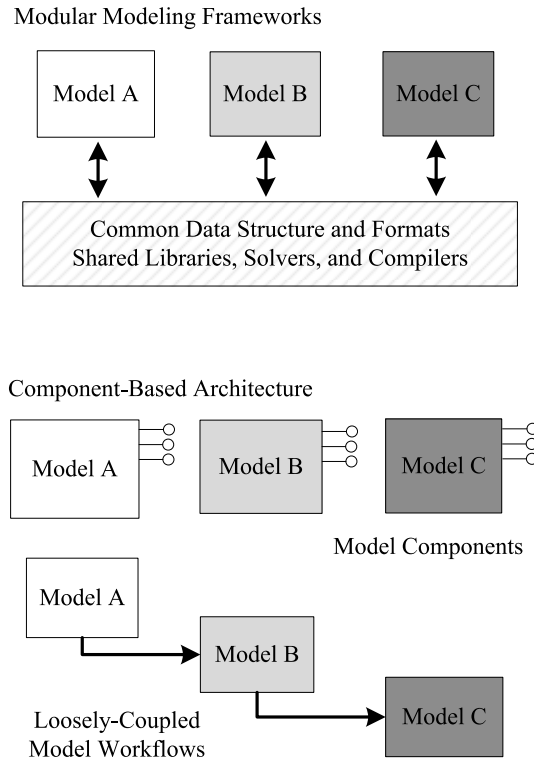 Modular Modeling Frameworks
Model A
Model B
Model C
Common Data Structure and Formats
Shared Libraries, Solvers, and Compilers
Component-Based Architecture
Model A
Model B
Model C
Model Components
Model A
Model B
Model C
Loosely-Coupled
Model Workflows